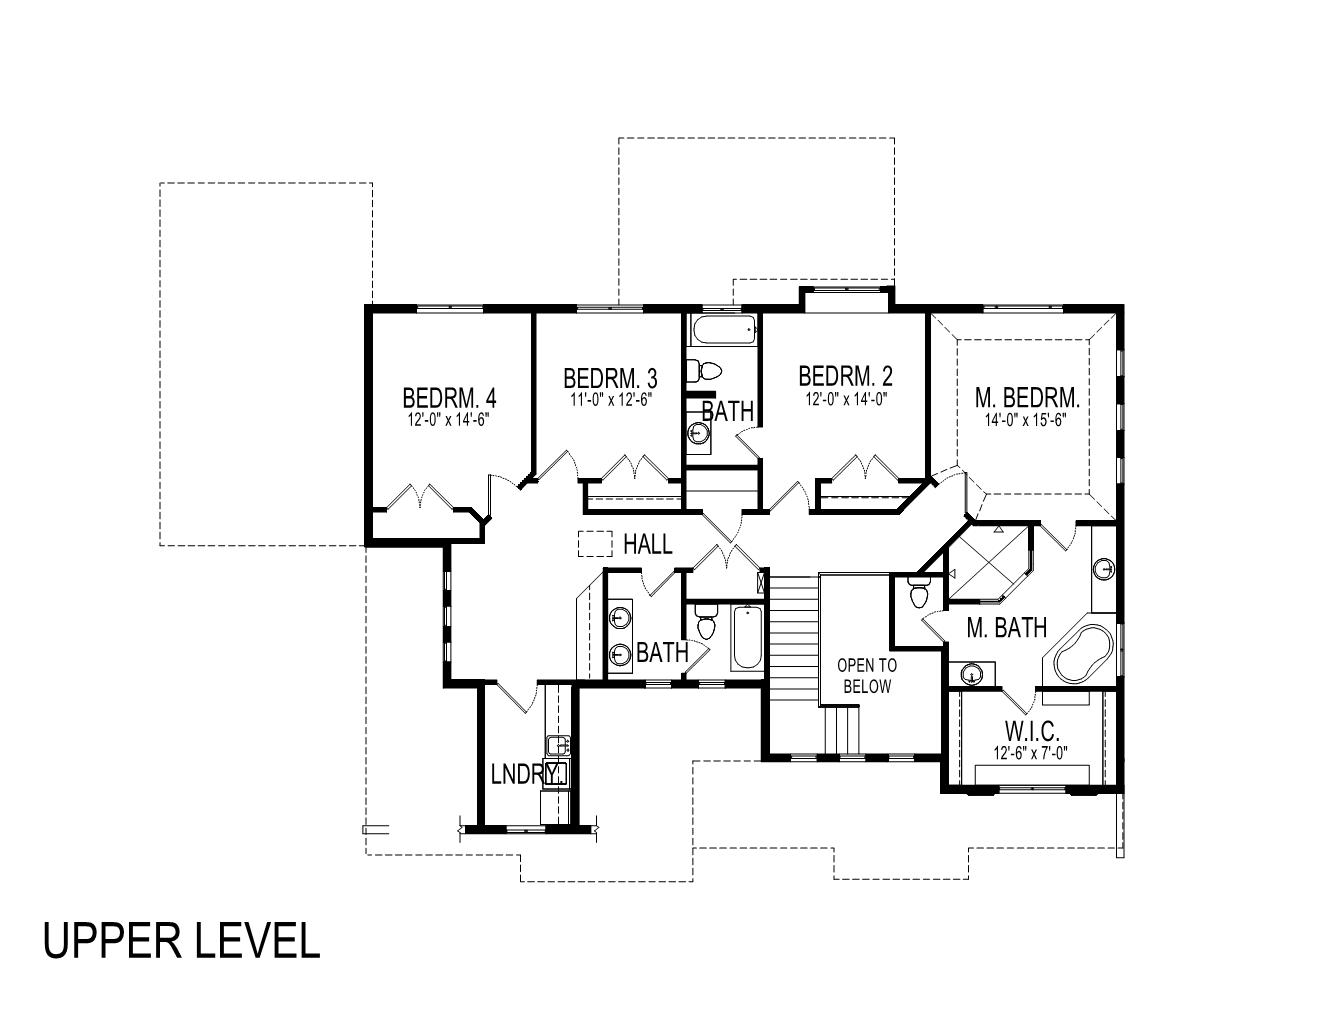 BEDRM. 4
12'-0" x 14'-6"
BEDRM. 3
11'-0" x 12'-6"
BATH
BEDRM. 2
12'-0" x 14'-0"
M. BEDRM.
14'-0" x 15'-6"
HALL
BATH
OPEN TO
BELOW
M. BATH
W.I.C.
12'-6" x 7'-0"
LNDRY.
UPPER LEVEL